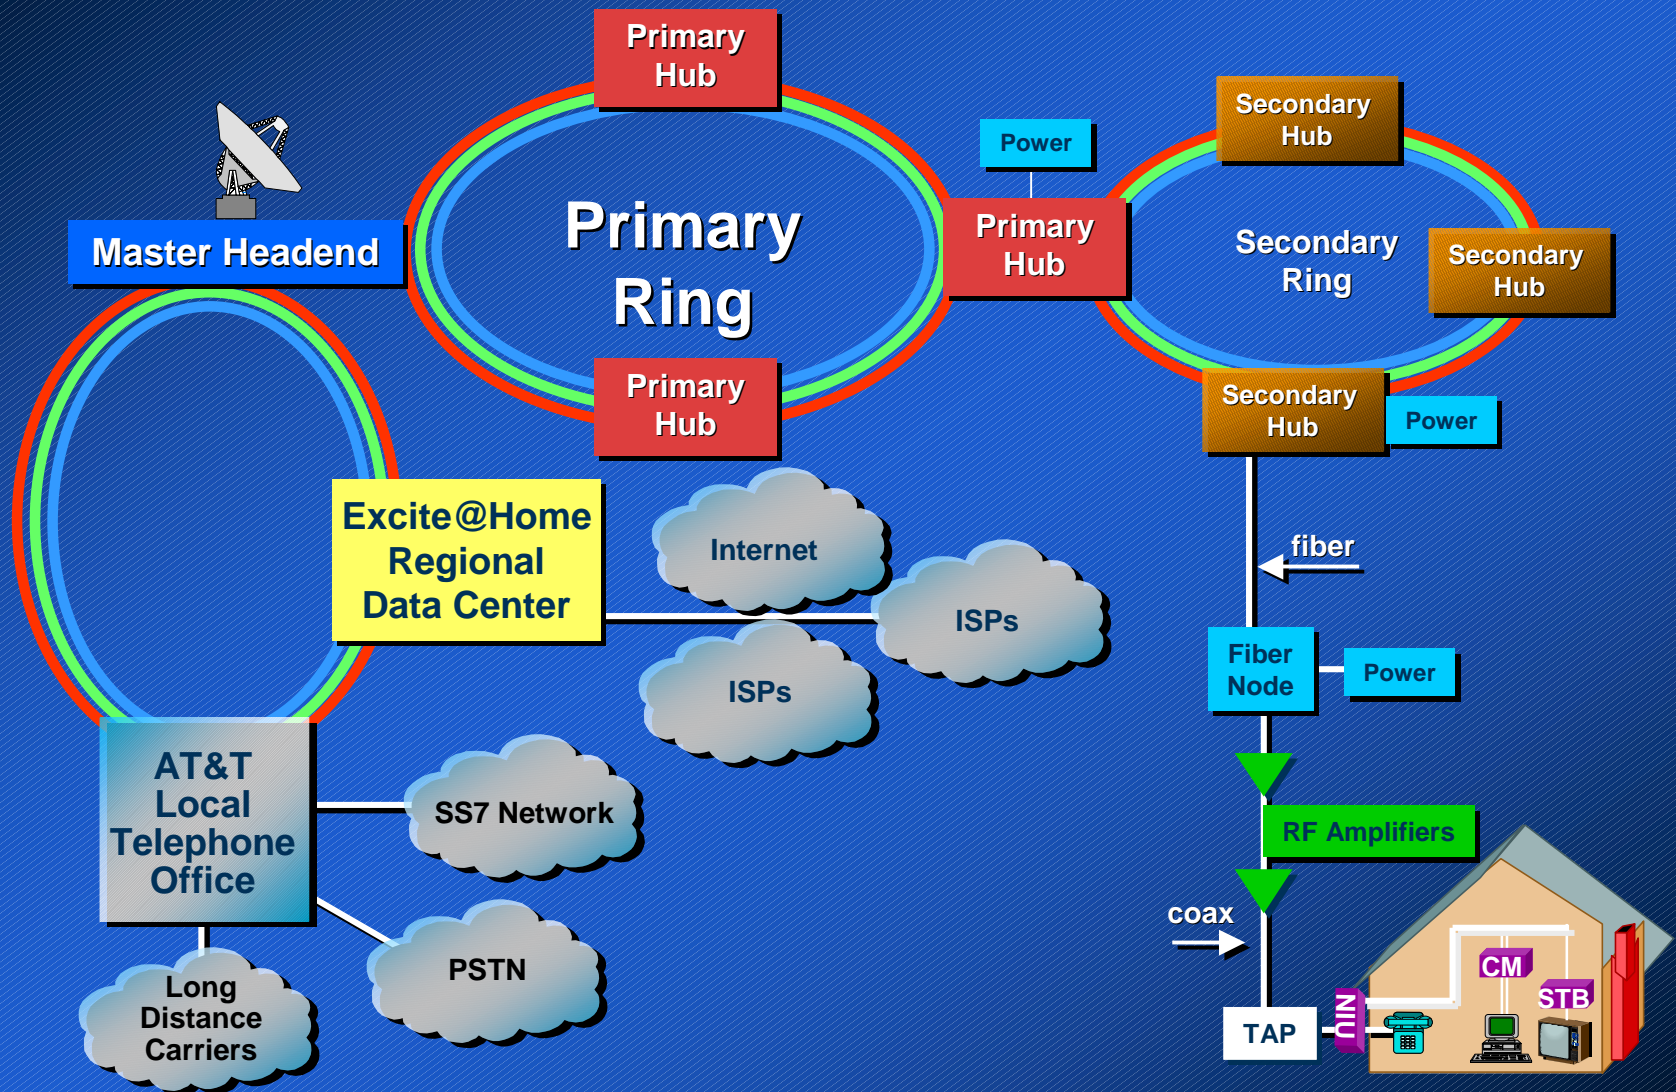 Primary
Hub
Secondary
Hub
Power
Master Headend
Primary
Ring
Primary
Hub
Secondary
Ring
Secondary
Hub
Primary
Hub
Secondary
Hub
Power
Excite@Home
Regional
Data Center
Internet
ISPs
ISPs
fiber
Fiber
Node
Power
AT&T
Local
Telephone
Office
SS7 Network
PSTN
Long
Distance
Carriers
RF Amplifiers
coax
TAP
NIU
CM
STB